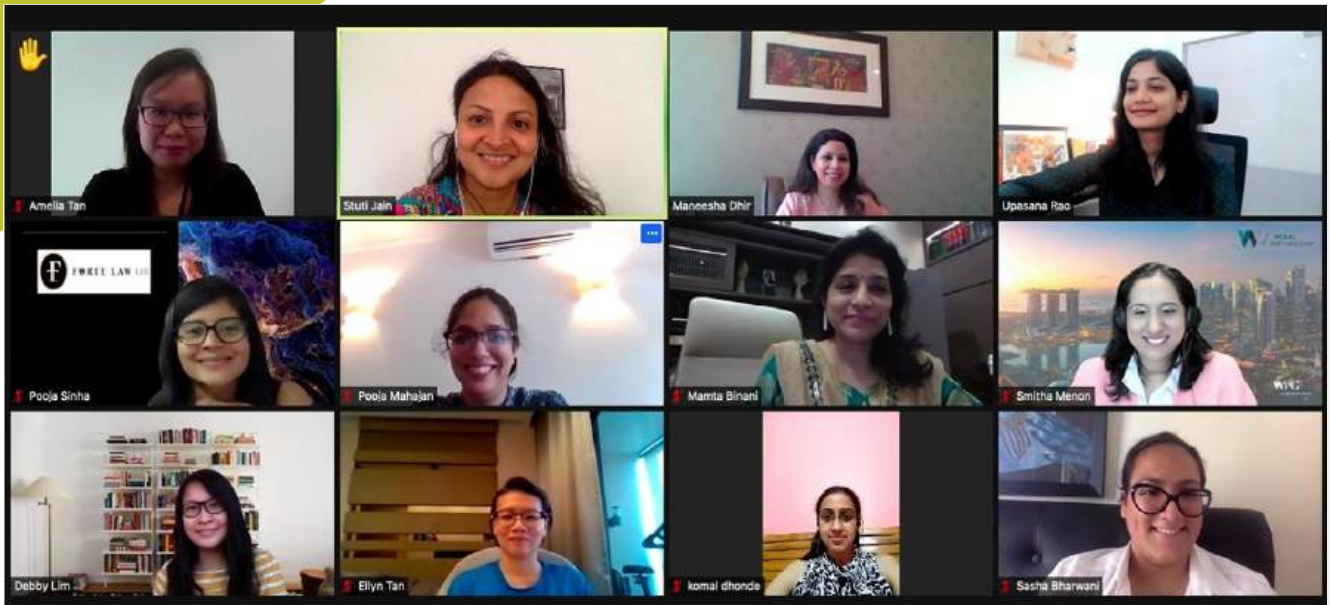 Amelia Tan
Stuti Jain
Maneesha Dhir
Upasana Rao
FORTE LAW LLC
Pooja Sinha
Pooja Mahajan
Mamta Binani
Smitha Menon
Debby Lim
Ellyn Tan
komal dhonde
Sasha Bharwani